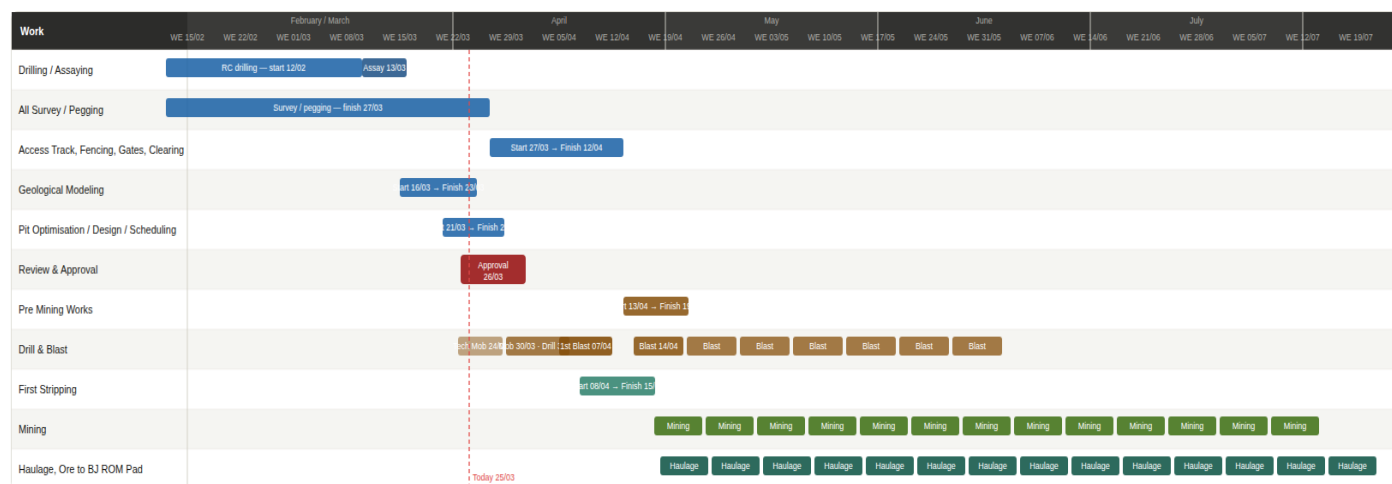 Work
February / March
April
May
June
July
WE 15/02
WE 22/02
WE 01/03
WE 08/03
WE 15/03
WE 22/03
WE 29/03
WE 05/04
WE 12/04
WE 19/04
WE 26/04
WE 03/05
WE 10/05
WE 17/05
WE 24/05
WE 31/05
WE 07/06
WE 14/06
WE 21/06
WE 28/06
WE 05/07
WE 12/07
WE 19/07
Drilling / Assaying
RC drilling — start 12/02
Assay 13/03
All Survey / Pegging
Survey / pegging — finish 27/03
Access Track, Fencing, Gates, Clearing
Start 27/03 → Finish 12/04
Geological Modeling
art 16/03 → Finish 23/0
Pit Optimisation / Design / Scheduling
21/03 → Finish 2
Review & Approval
Approval
26/03
Pre Mining Works
t 13/04 → Finish 1
Drill & Blast
ech Mob 24/
ob 30/03 · Drill
1st Blast 07/04
Blast 14/04
Blast
Blast
Blast
Blast
Blast
Blast
First Stripping
art 08/04 → Finish 15/
Mining
Mining
Mining
Mining
Mining
Mining
Mining
Mining
Mining
Mining
Mining
Mining
Mining
Mining
Haulage, Ore to BJ ROM Pad
Haulage
Haulage
Haulage
Haulage
Haulage
Haulage
Haulage
Haulage
Haulage
Haulage
Haulage
Haulage
Haulage
Haulage
Today 25/03